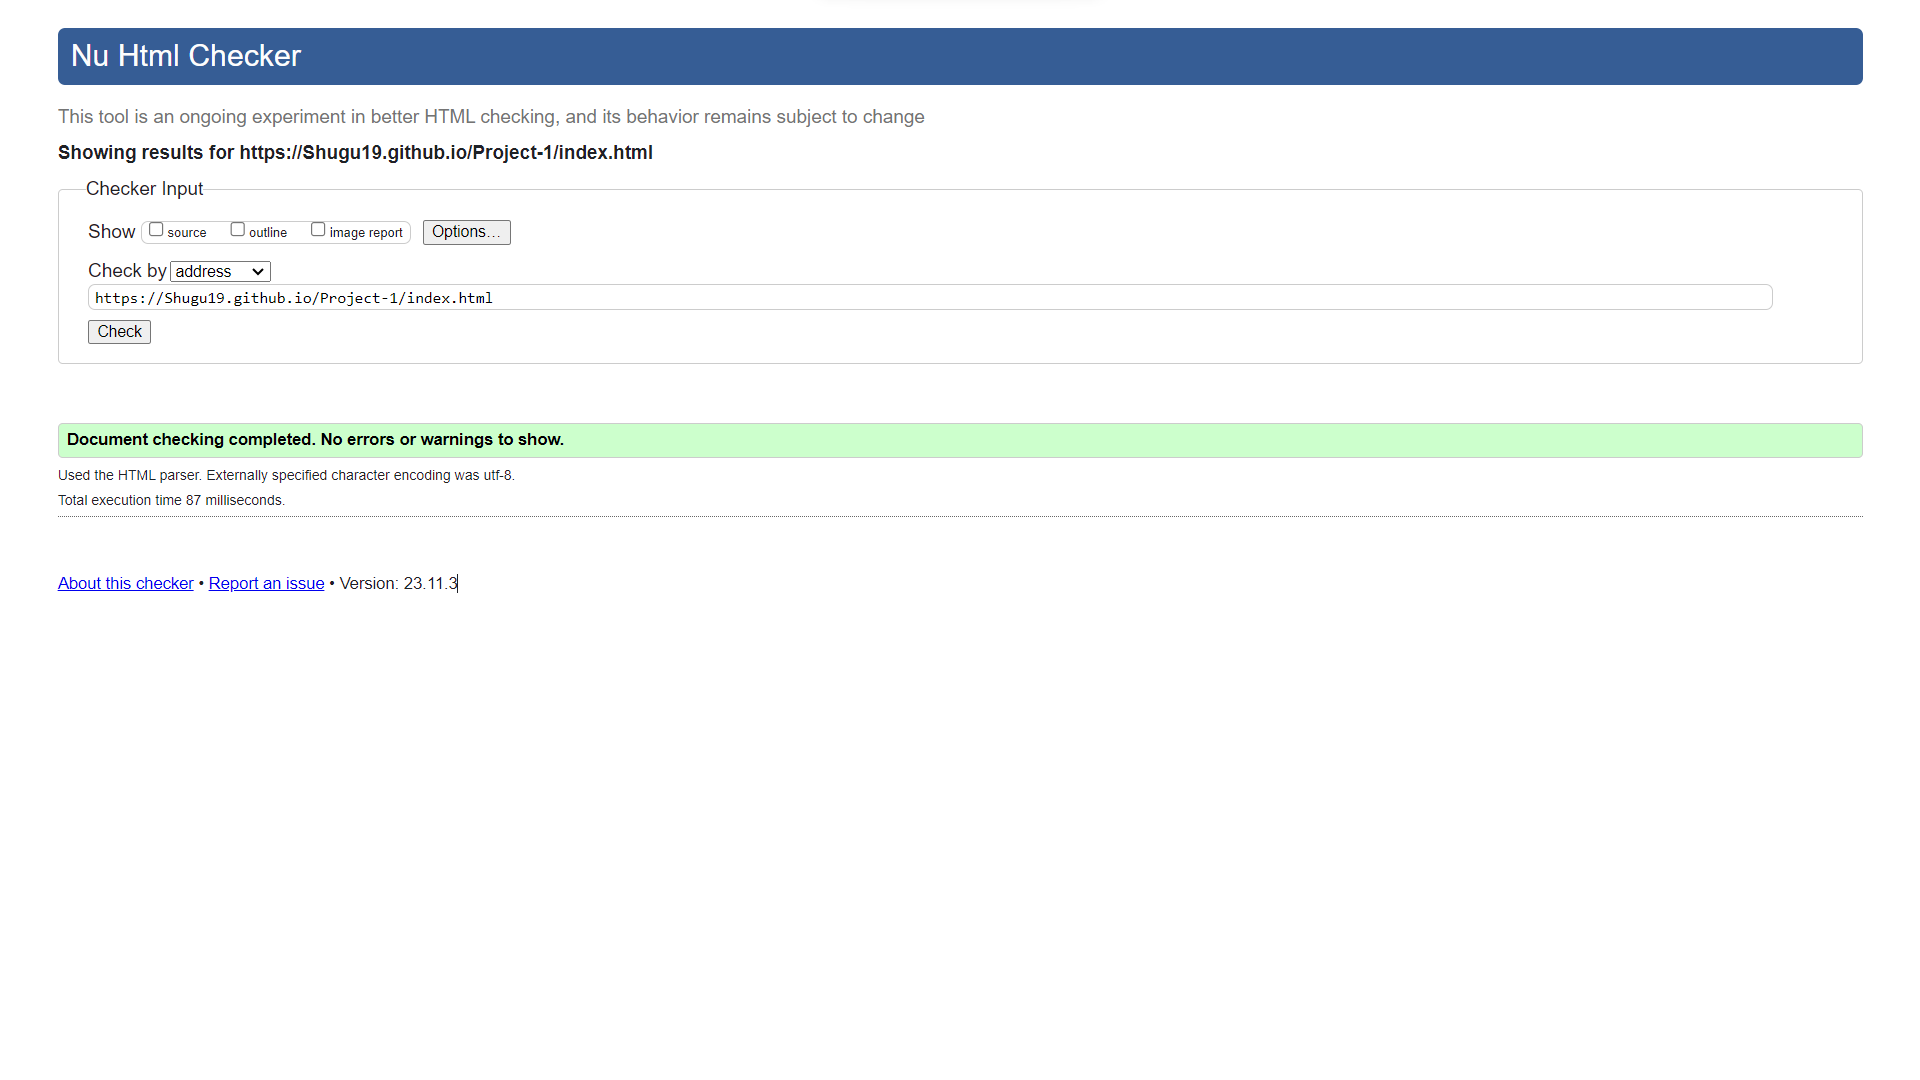 Nu Html Checker
This tool is an ongoing experiment in better HTML checking, and its behavior remains subject to change
Showing results for https://Shugu19.github.io/Project-1/index.html
Checker Input
Show source outline image report Options…
Check by address
https://Shugu19.github.io/Project-1/index.html
Check
Document checking completed. No errors or warnings to show.
Used the HTML parser. Externally specified character encoding was utf-8.
Total execution time 87 milliseconds.
About this checker • Report an issue • Version: 23.11.3